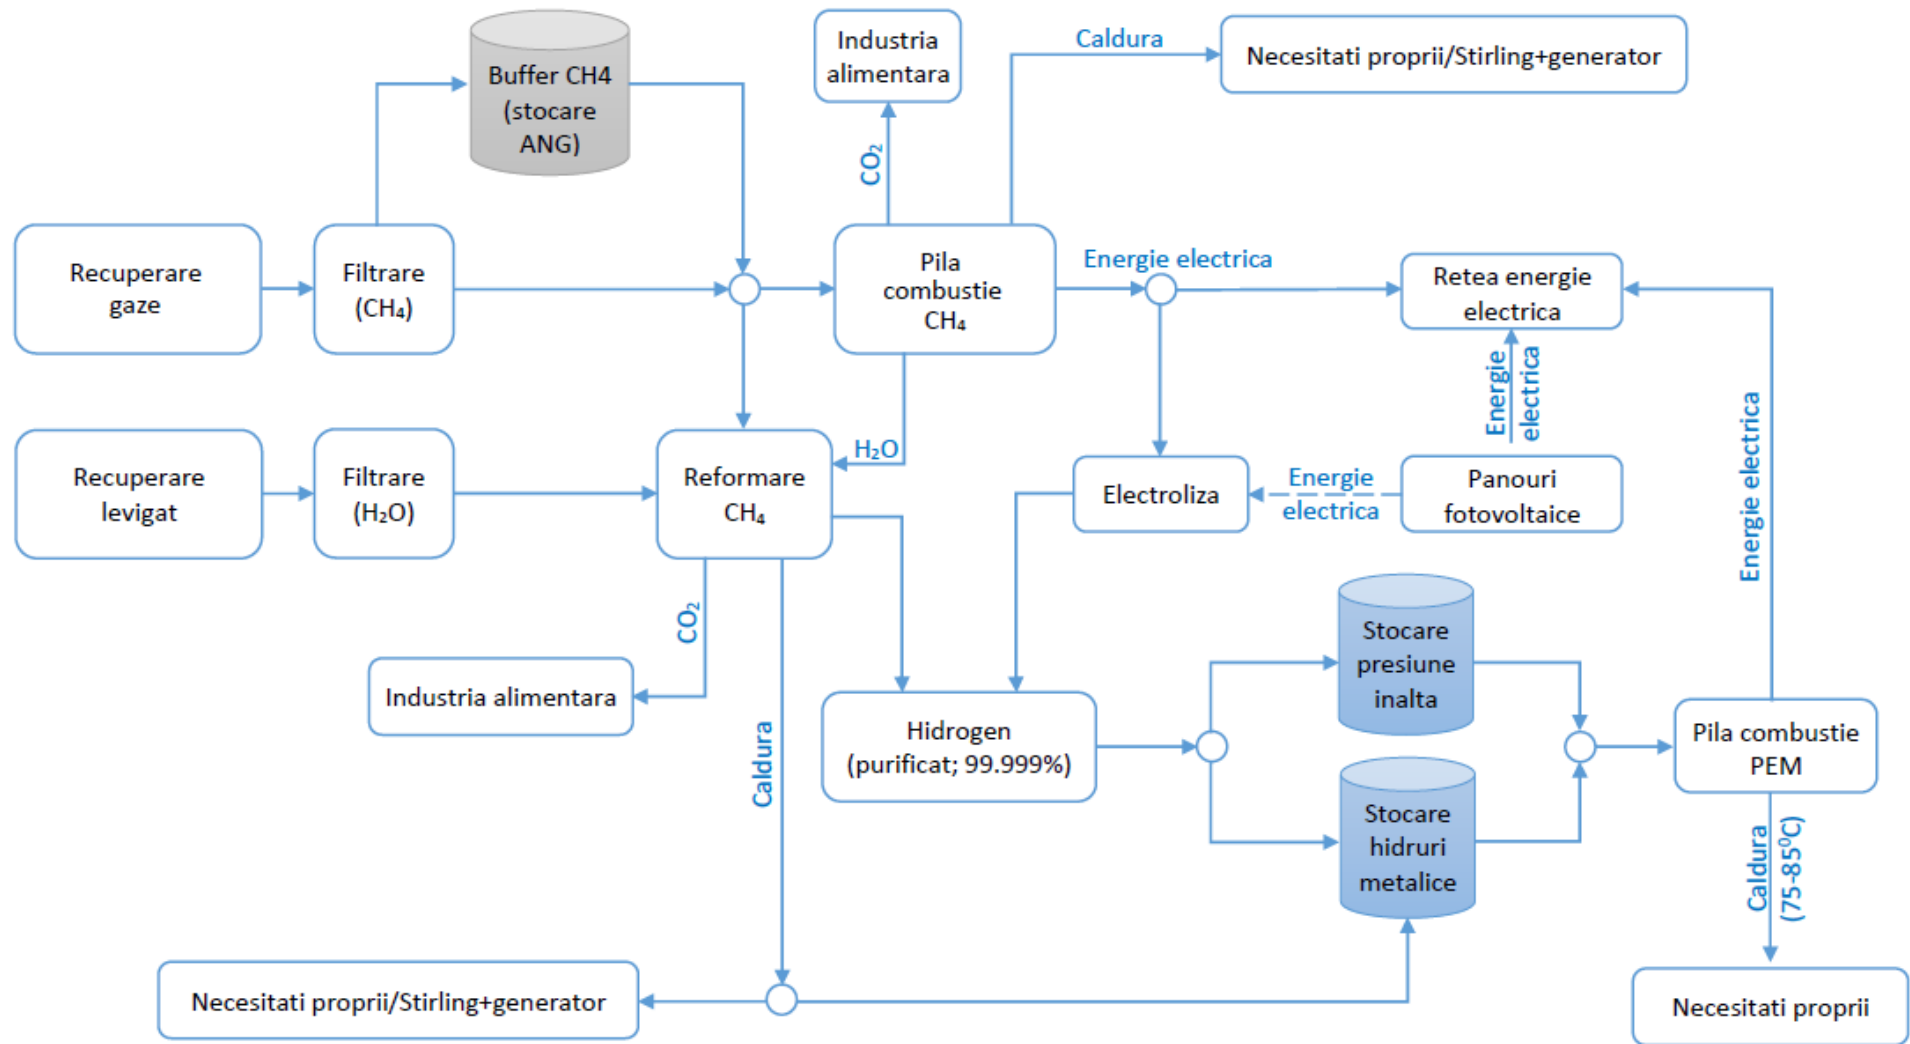 Buffer CH4
(stocare
ANG)
Industria
alimentara
Caldura
Necesitati proprii/Stirling+generator
CO₂
Recuperare
gaze
Filtrare
(CH₄)
Pila
combustie
CH₄
Energie electrica
Retea energie
electrica
Energie
electrica
Energie electrica
Recuperare
levigat
Filtrare
(H₂O)
Reformare
CH₄
H₂O
Electroliza
Energie
electrica
Panouri
fotovoltaice
CO₂
Industria alimentara
Caldura
Hidrogen
(purificat; 99.999%)
Stocare
presiune
inalta
Stocare
hidruri
metalice
Pila combustie
PEM
Caldura
(75-85⁰C)
Necesitati proprii/Stirling+generator
Necesitati proprii